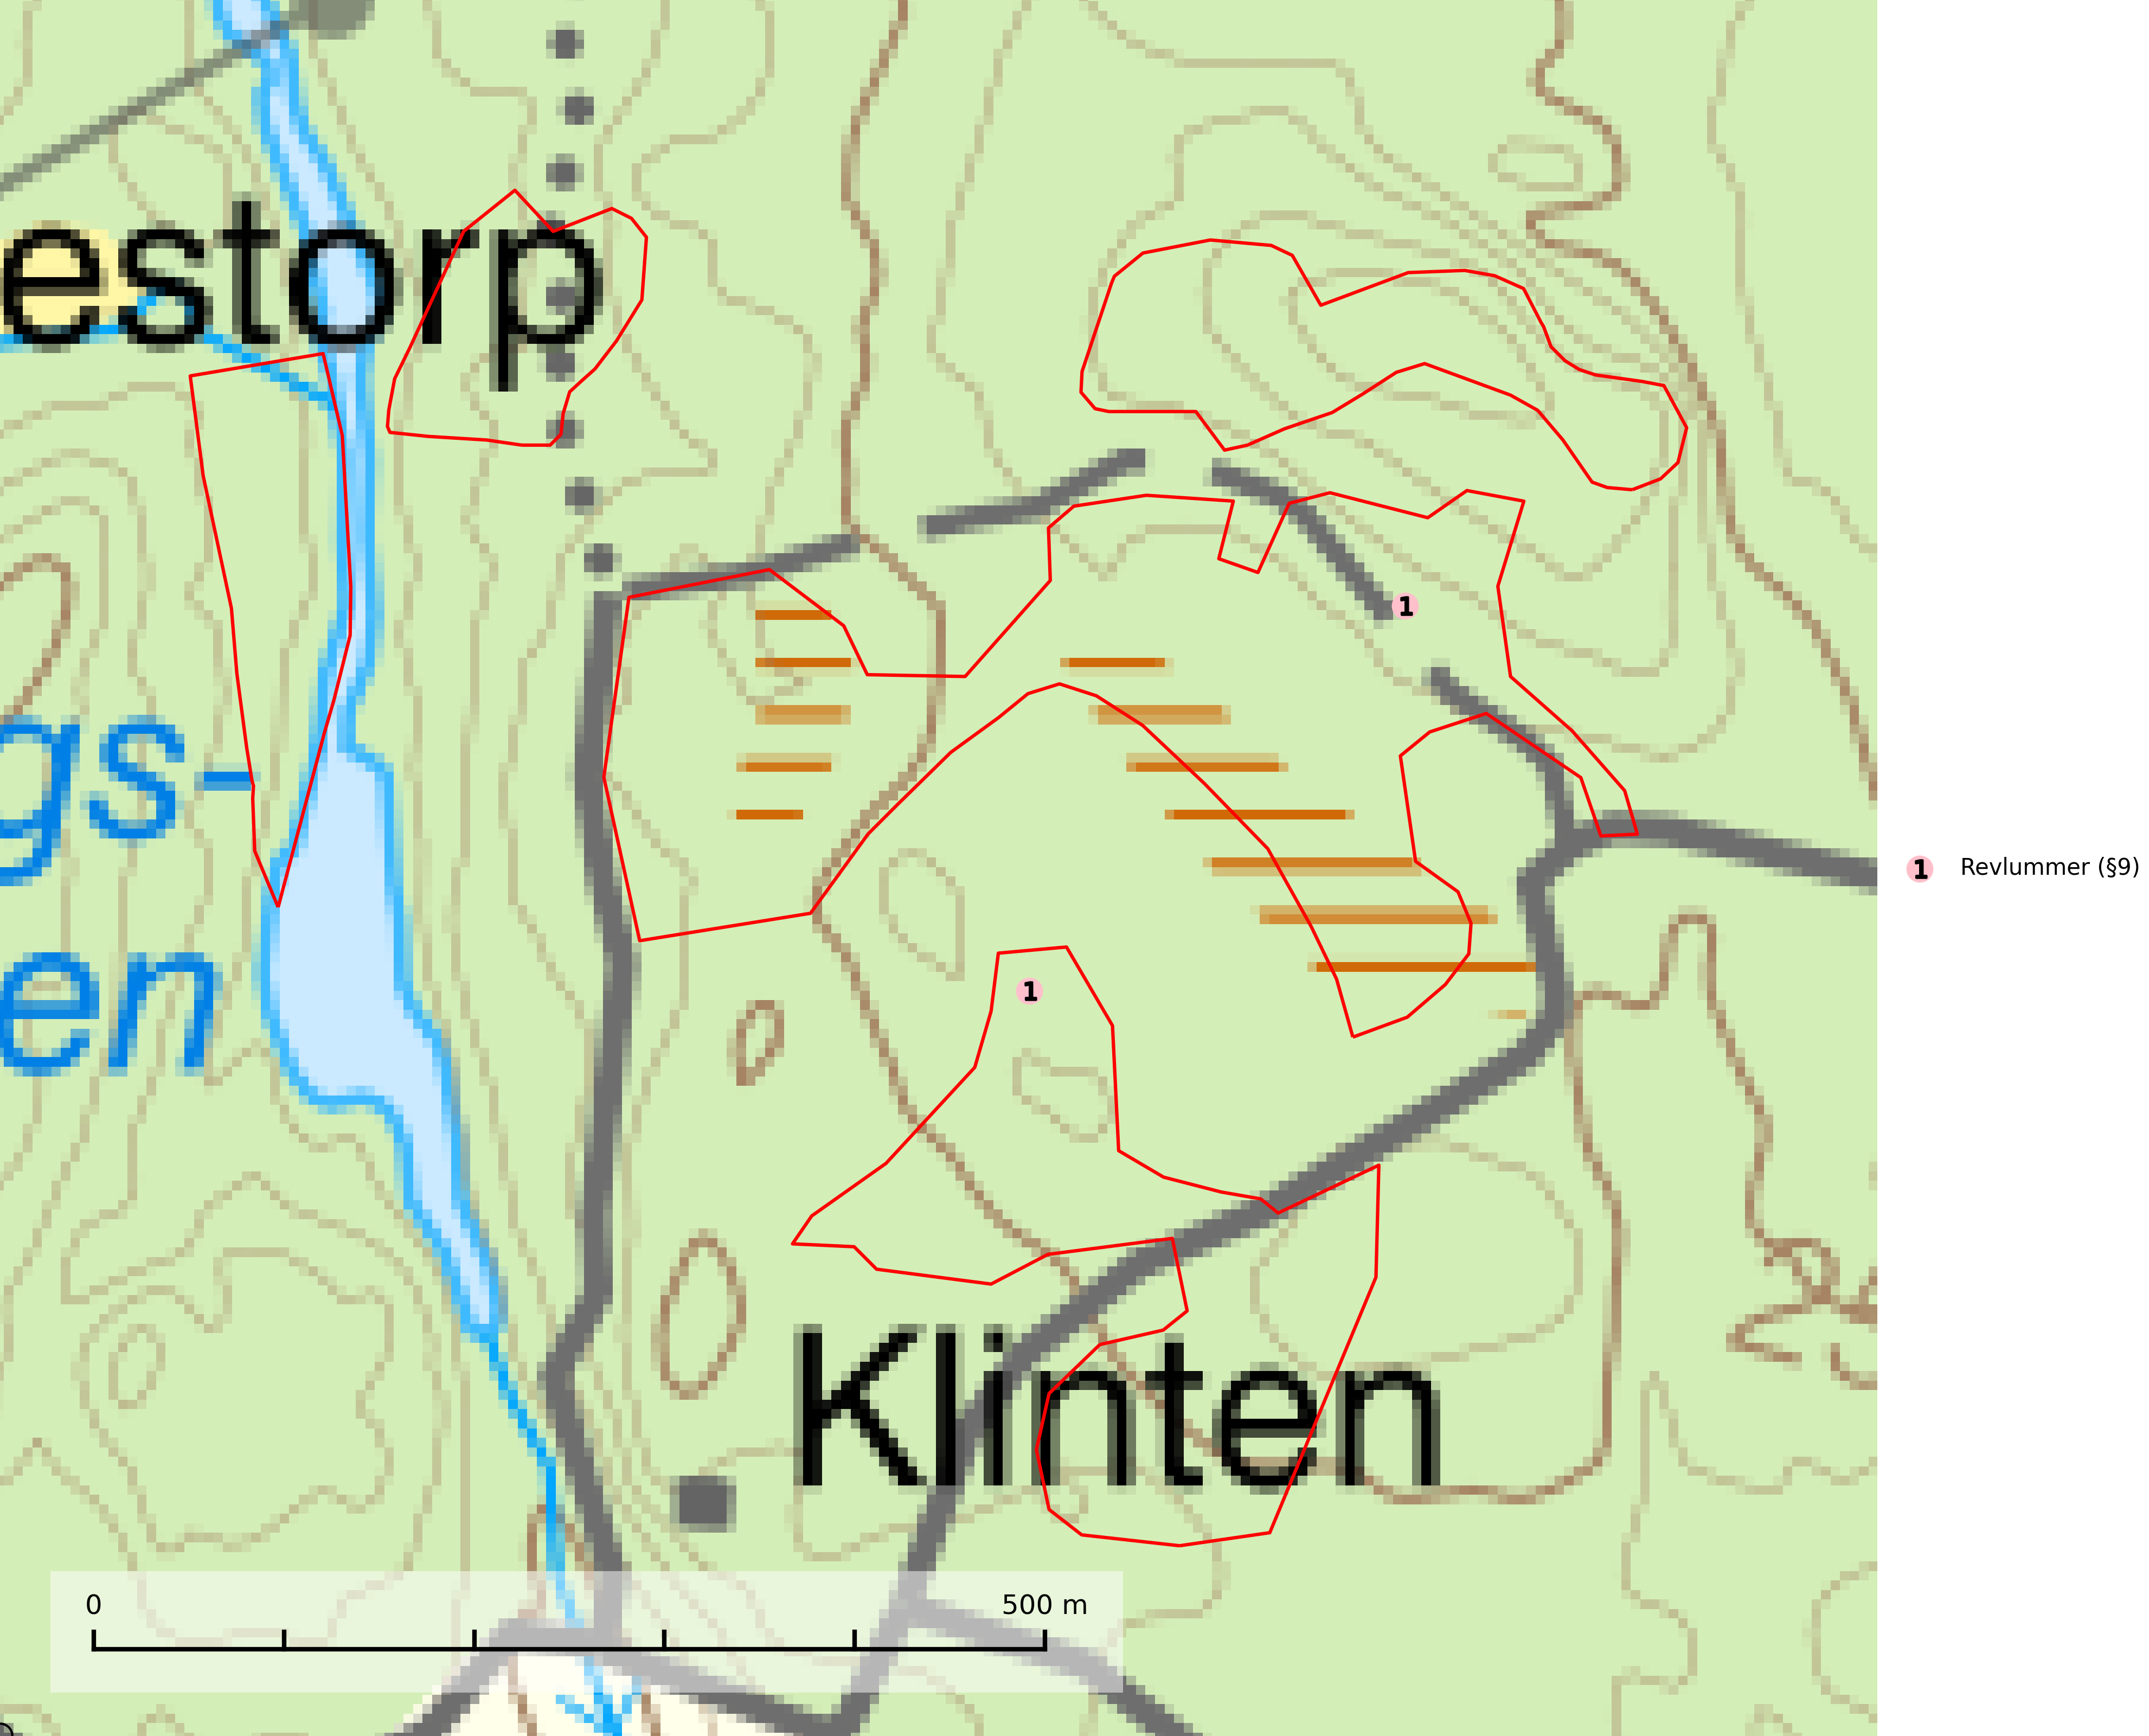 estorp
1
gs-
1 Revlummer (§9)
en
1
Klinten
0 500 m